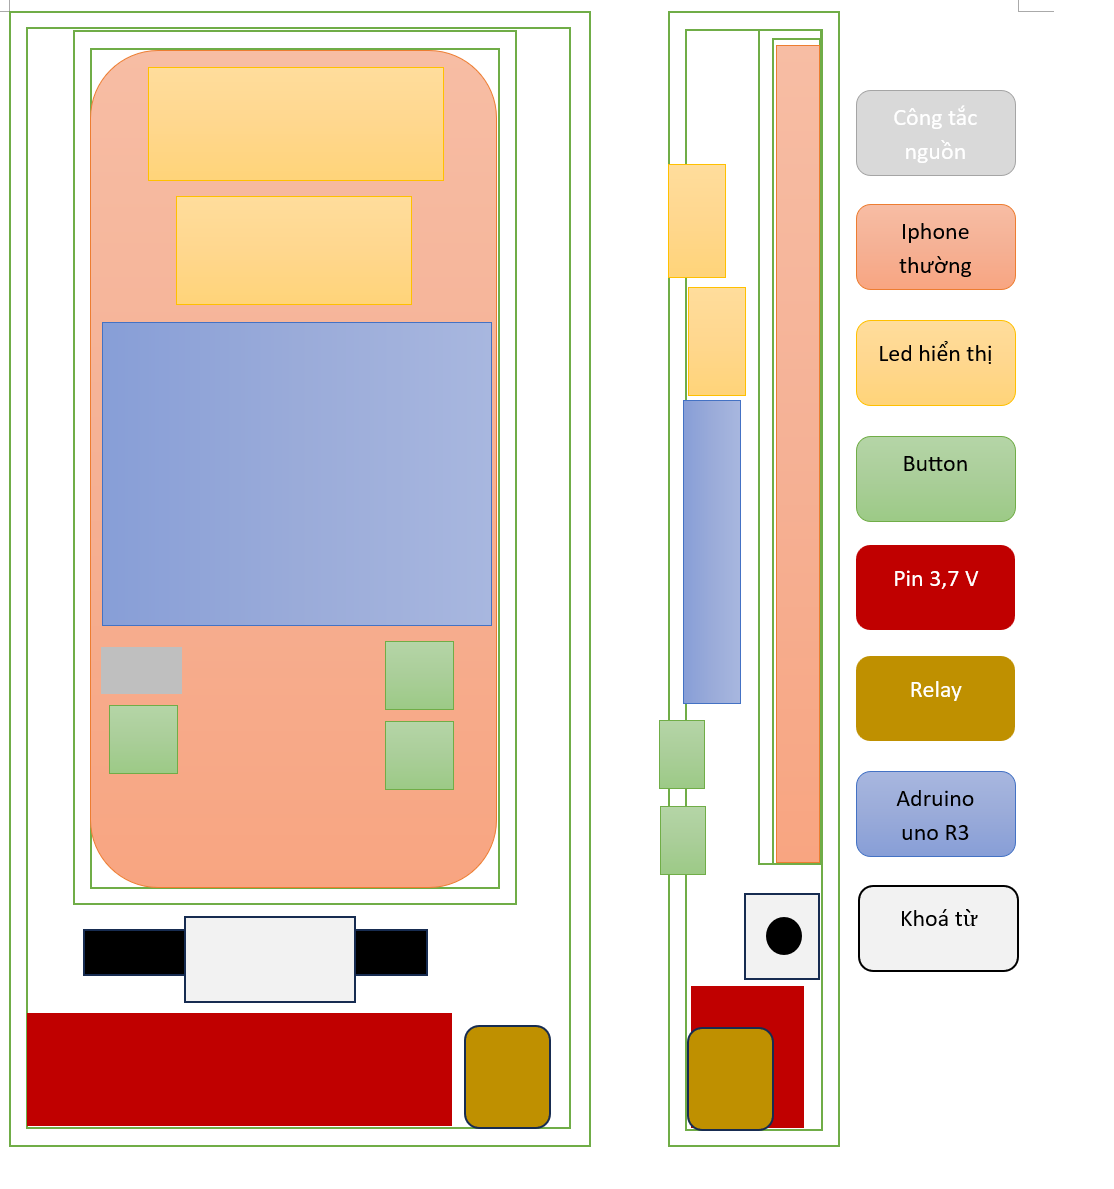 Công tắc
nguồn
Iphone
thường
Led hiển thị
Button
Pin 3,7 V
Relay
Adruino
uno R3
Khoá từ